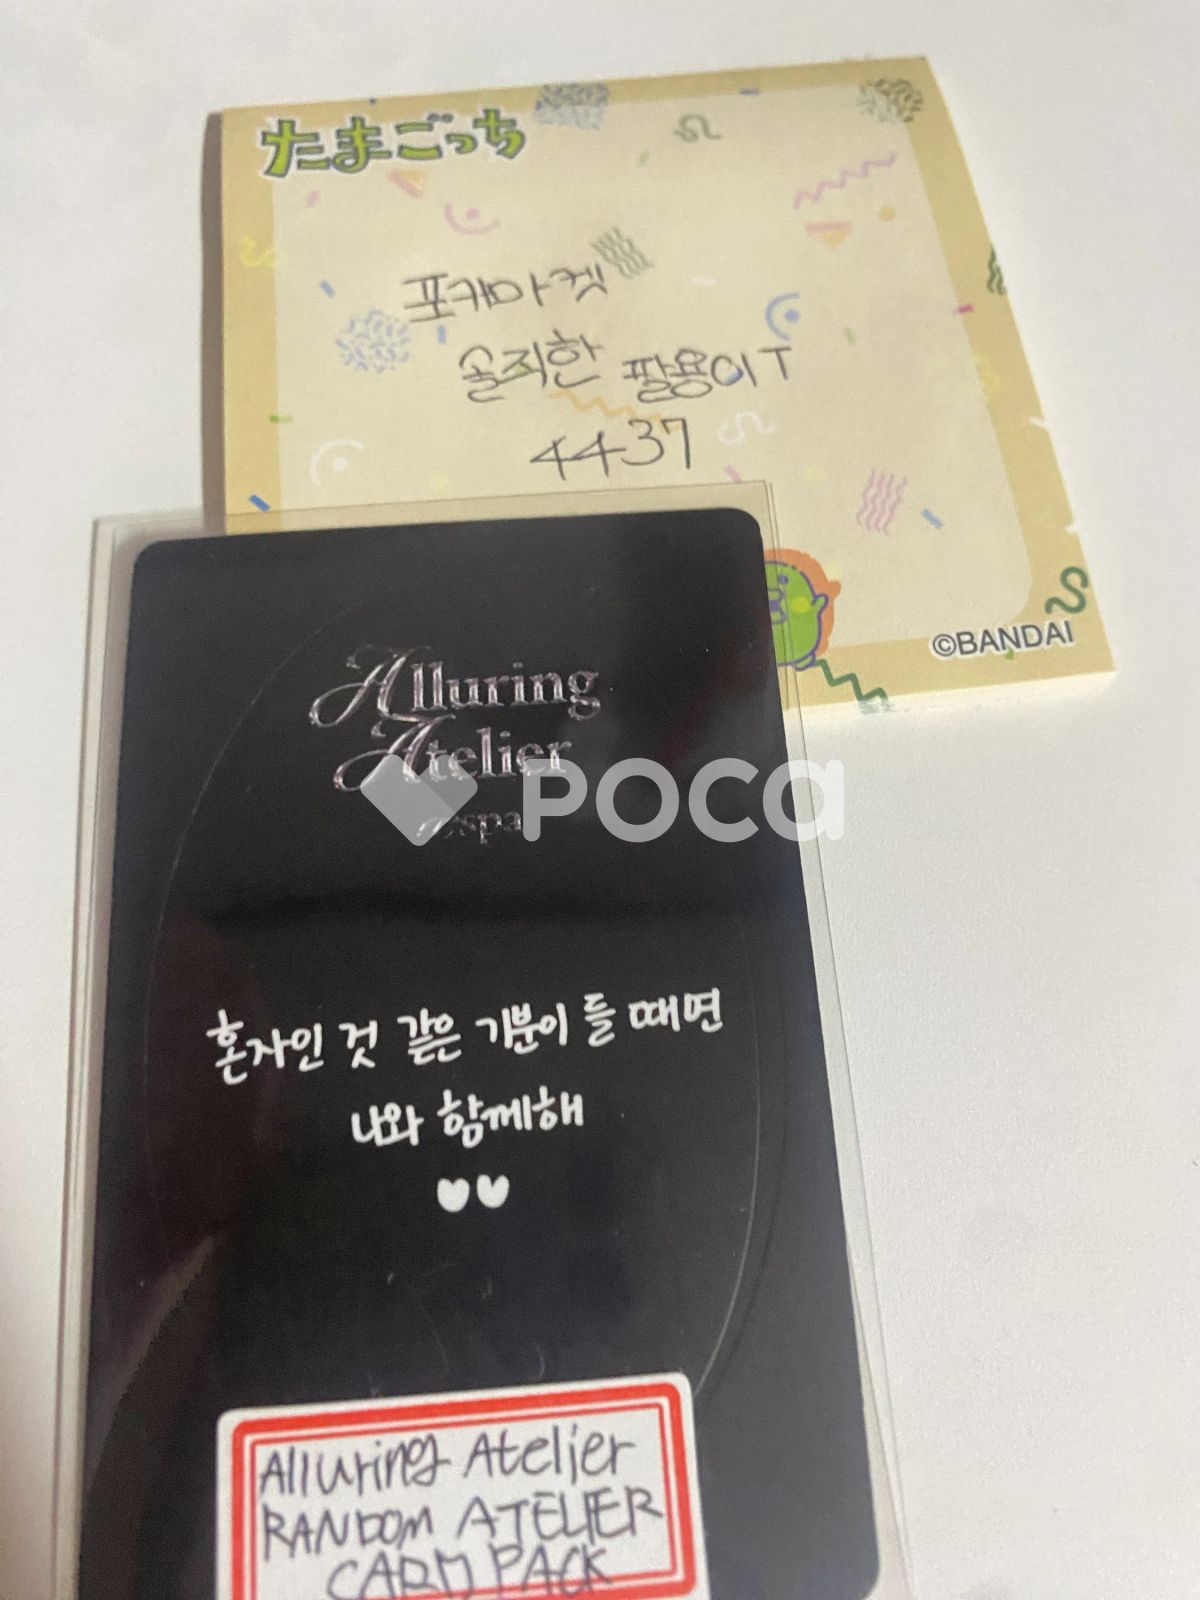 たまごっち
포카마켓
솔직한 팔용이T
4437
©BANDAI
Alluring
Atelier
aespa
poca
혼자인 것 같은 기분이 들 때면
나와 함께해
Alluring Atelier
RANDOM ATELIER
CARD PACK